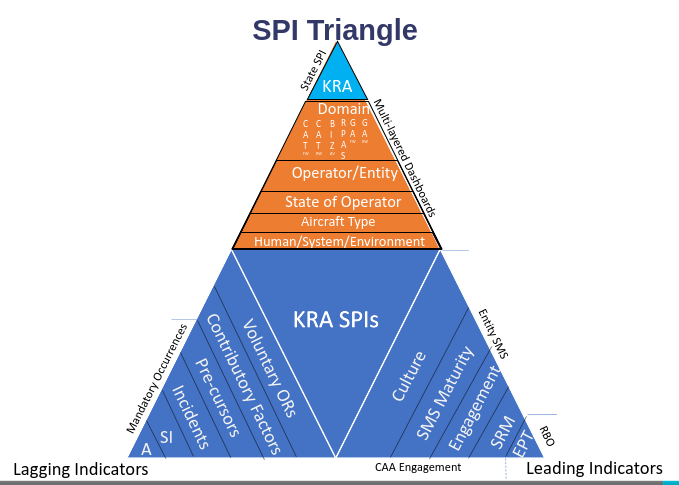 SPI Triangle
State SPI
KRA
Multi-layered Dashboards
Domain
CAT
CAT
BIZ
RPAS
GA
GA
Operator/Entity
State of Operator
Aircraft Type
Human/System/Environment
KRA SPIs
Mandatory Occurrences
A
SI
Incidents
Pre-cursors
Contributory Factors
Voluntary ORs
Culture
SMS Maturity
Engagement
SRM
EPT
Entity SMS
RBO
Lagging Indicators
CAA Engagement
Leading Indicators